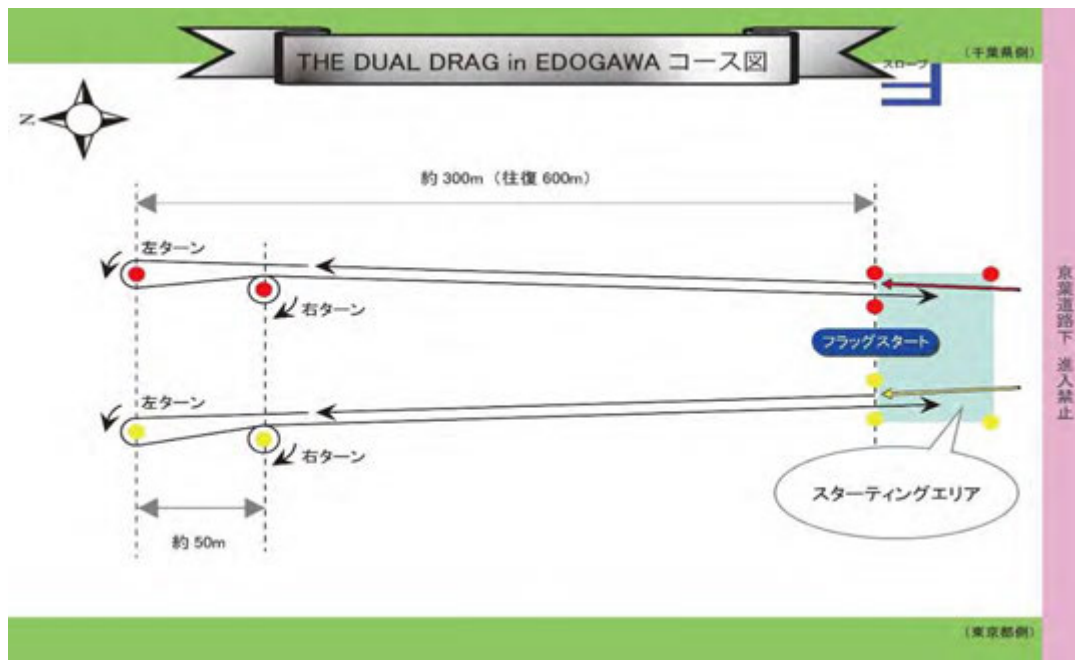 THE DUAL DRAG in EDOGAWA コース図
（千葉県側）
スロープ
N
約 300m（往復 600m）
左ターン
右ターン
フラッグスタート
京葉道路下 進入禁止
左ターン
右ターン
スターティングエリア
約 50m
（東京都側）